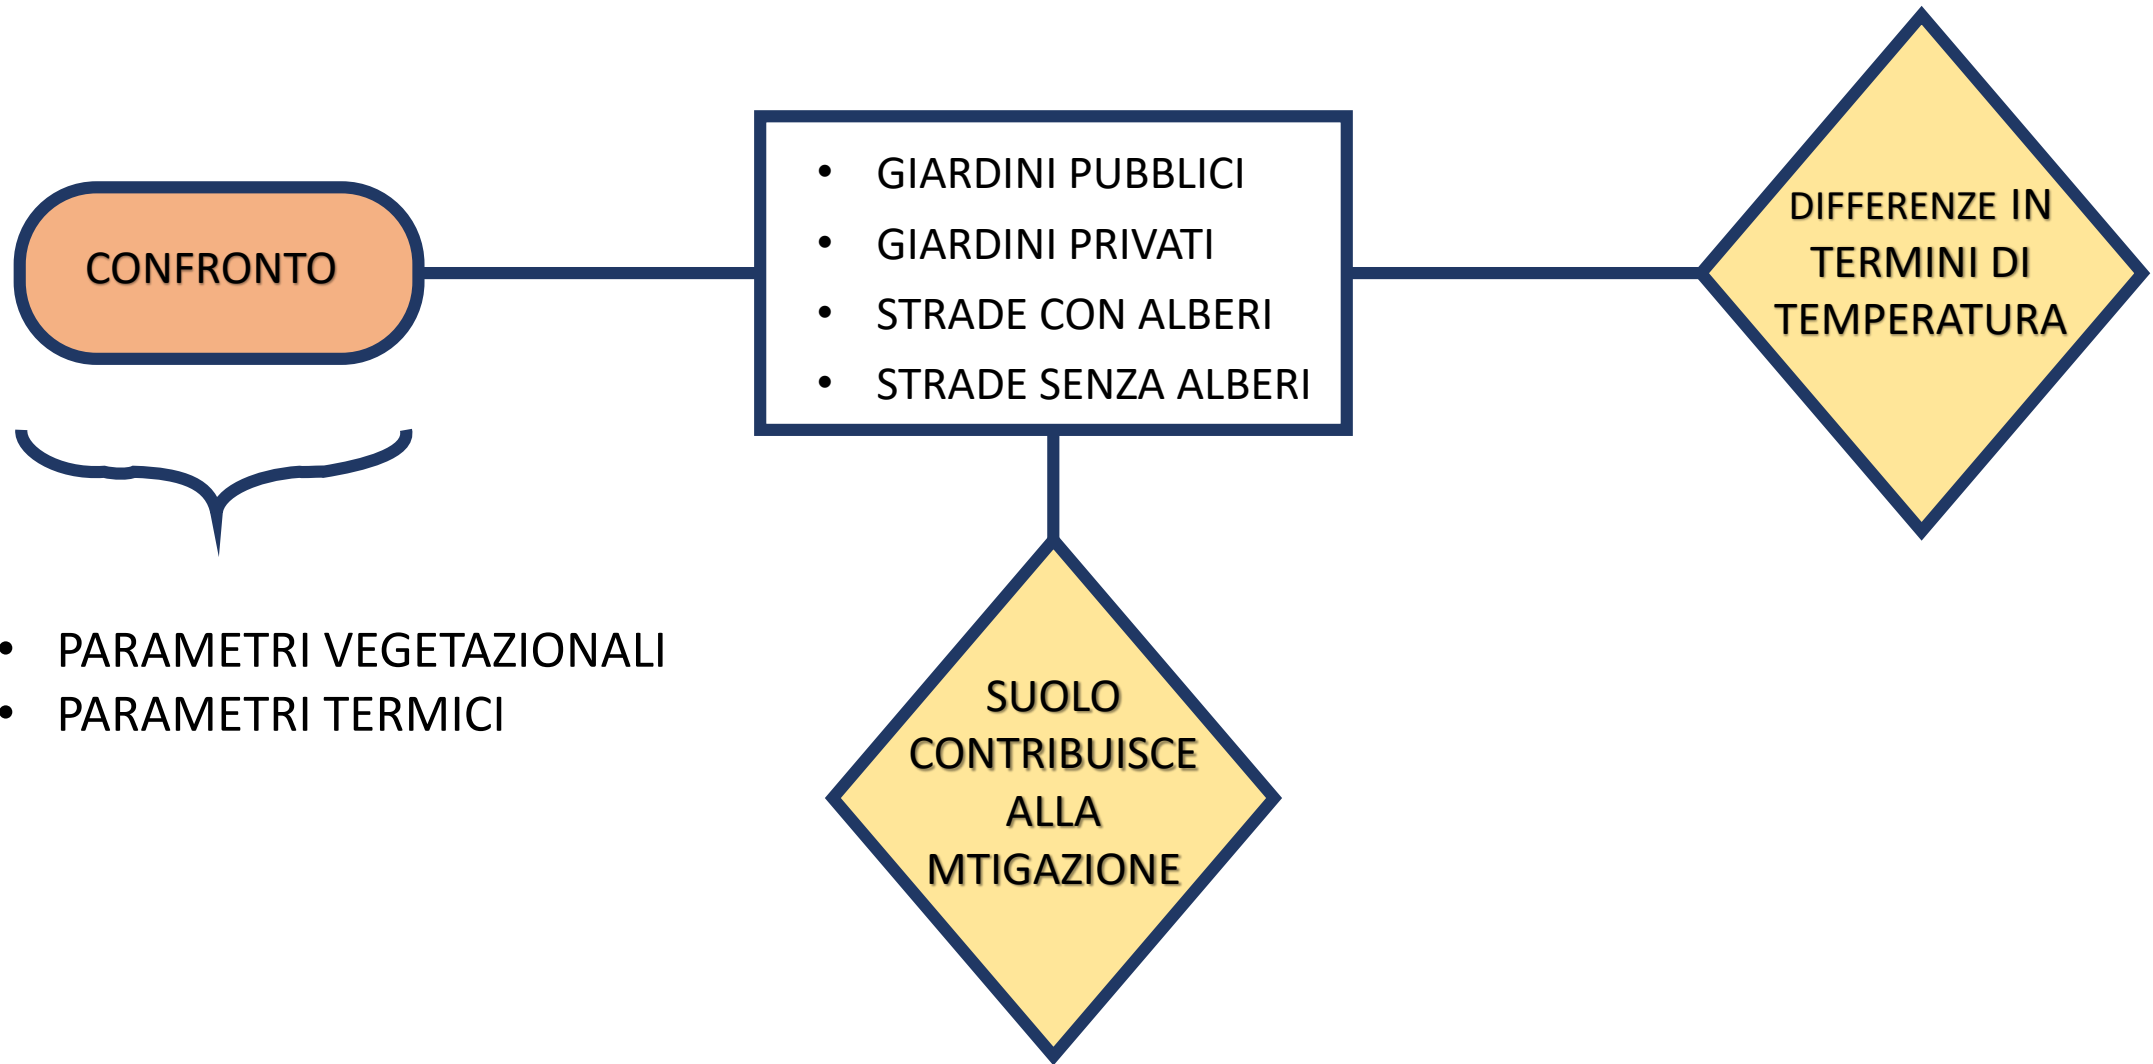 CONFRONTO
• PARAMETRI VEGETAZIONALI
• PARAMETRI TERMICI
• GIARDINI PUBBLICI
• GIARDINI PRIVATI
• STRADE CON ALBERI
• STRADE SENZA ALBERI
SUOLO
CONTRIBUISCE
ALLA
MTIGAZIONE
DIFFERENZE IN
TERMINI DI
TEMPERATURA